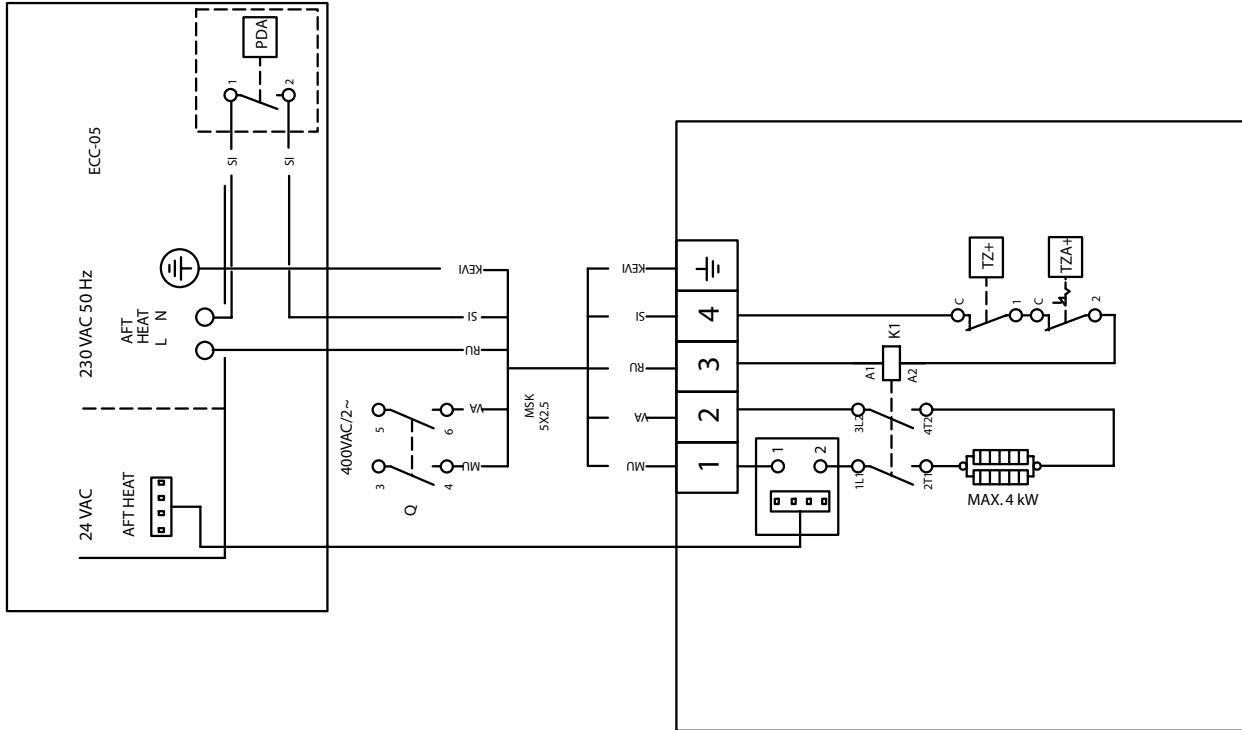 ECC-05
PDA
1
2
SI
SI
230 VAC 50 Hz
AFT
HEAT
L N
24 VAC
AFT HEAT
400VAC/2~
3
4
5
6
Q
KEVI
SI
RU
VA
MU
MSK
5X2.5
KEVI
SI
RU
VA
MU
4
3
2
1
1
2
TZ+
TZA+
C
1
C
2
K1
A1
A2
3L2
4T2
1L1
2T1
MAX. 4 kW